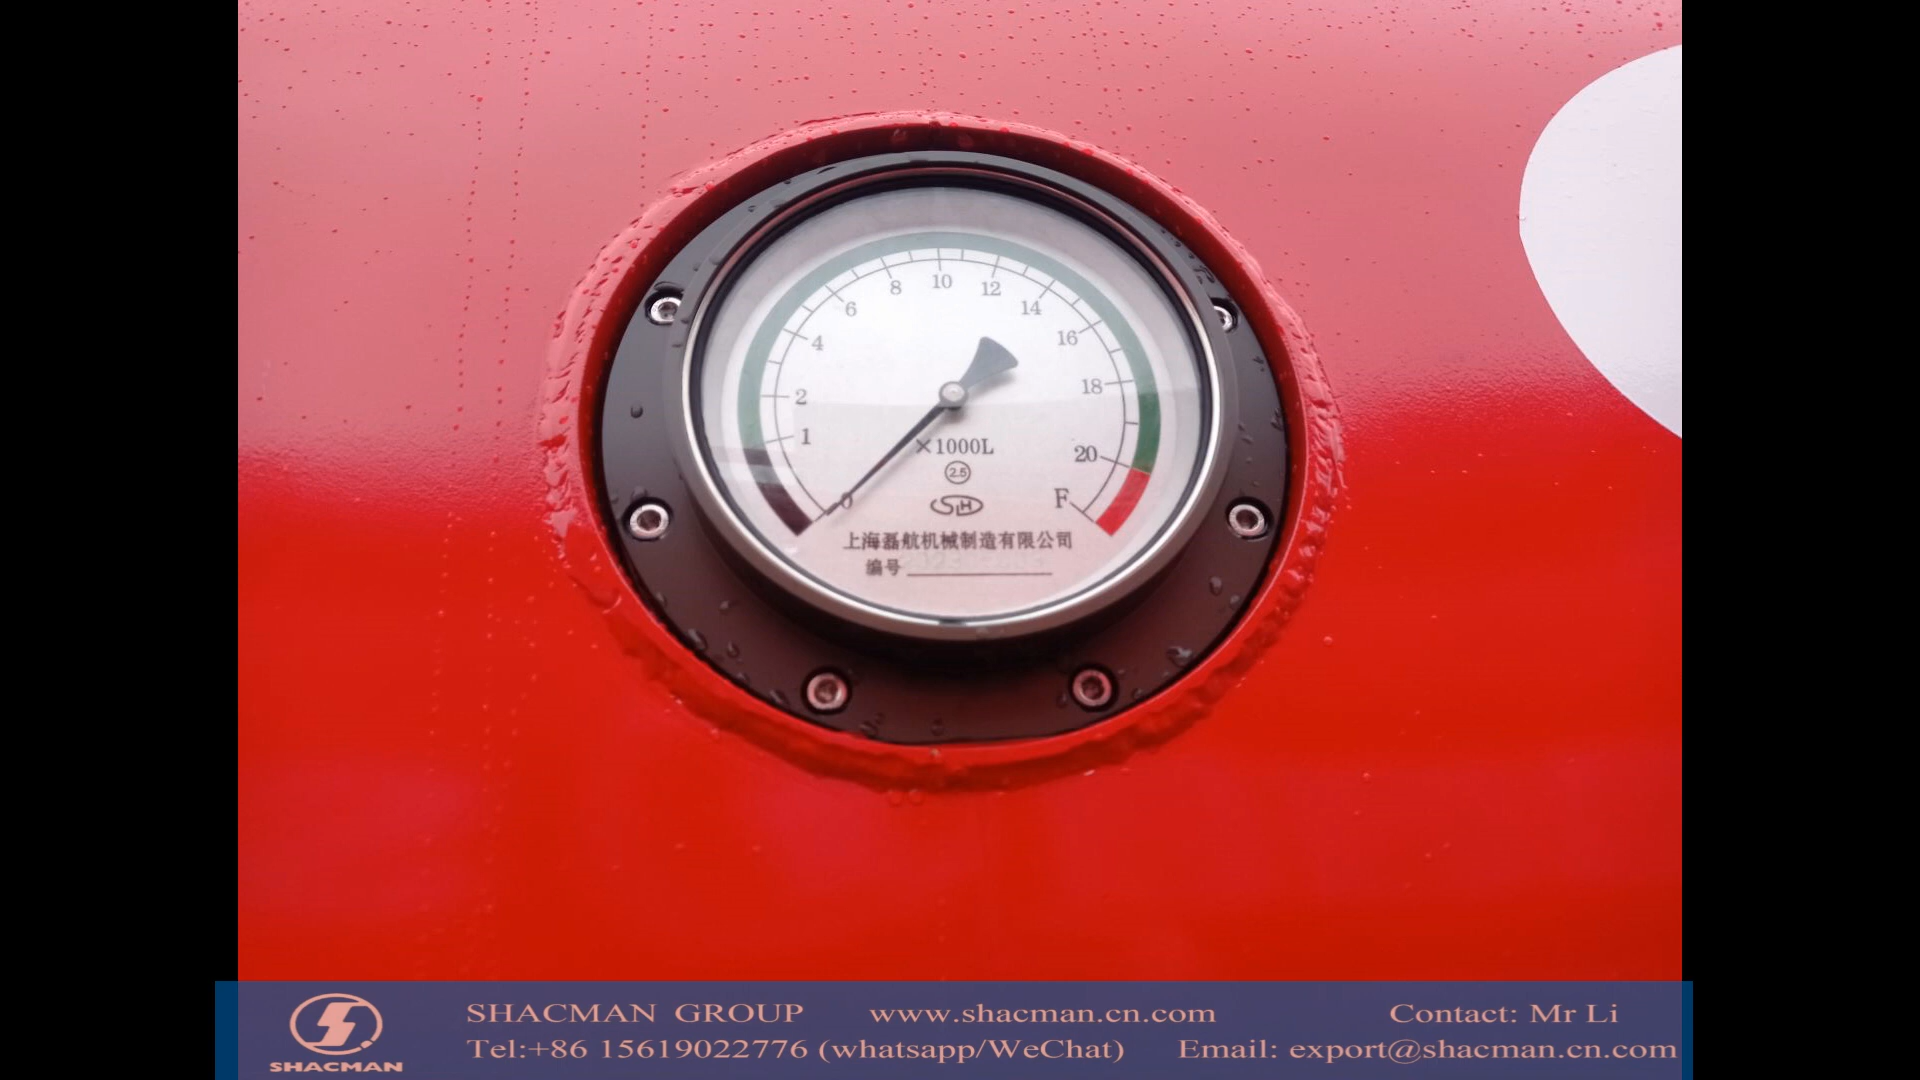 10
8
12
6
14
4
16
2
18
1
×1000L
20
2.5
0
F
SLH
上海磊航机械制造有限公司
编号
SHACMAN GROUP www.shacman.cn.com Contact: Mr Li
Tel:+86 15619022776 (whatsapp/WeChat) Email: export@shacman.cn.com
SHACMAN